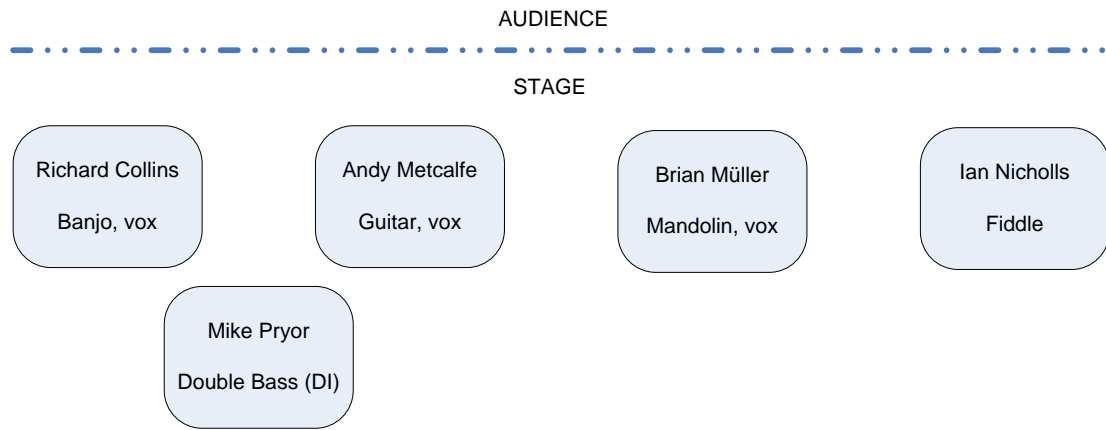 AUDIENCE
STAGE
Richard Collins
Banjo, vox
Andy Metcalfe
Guitar, vox
Brian Müller
Mandolin, vox
Ian Nicholls
Fiddle
Mike Pryor
Double Bass (DI)